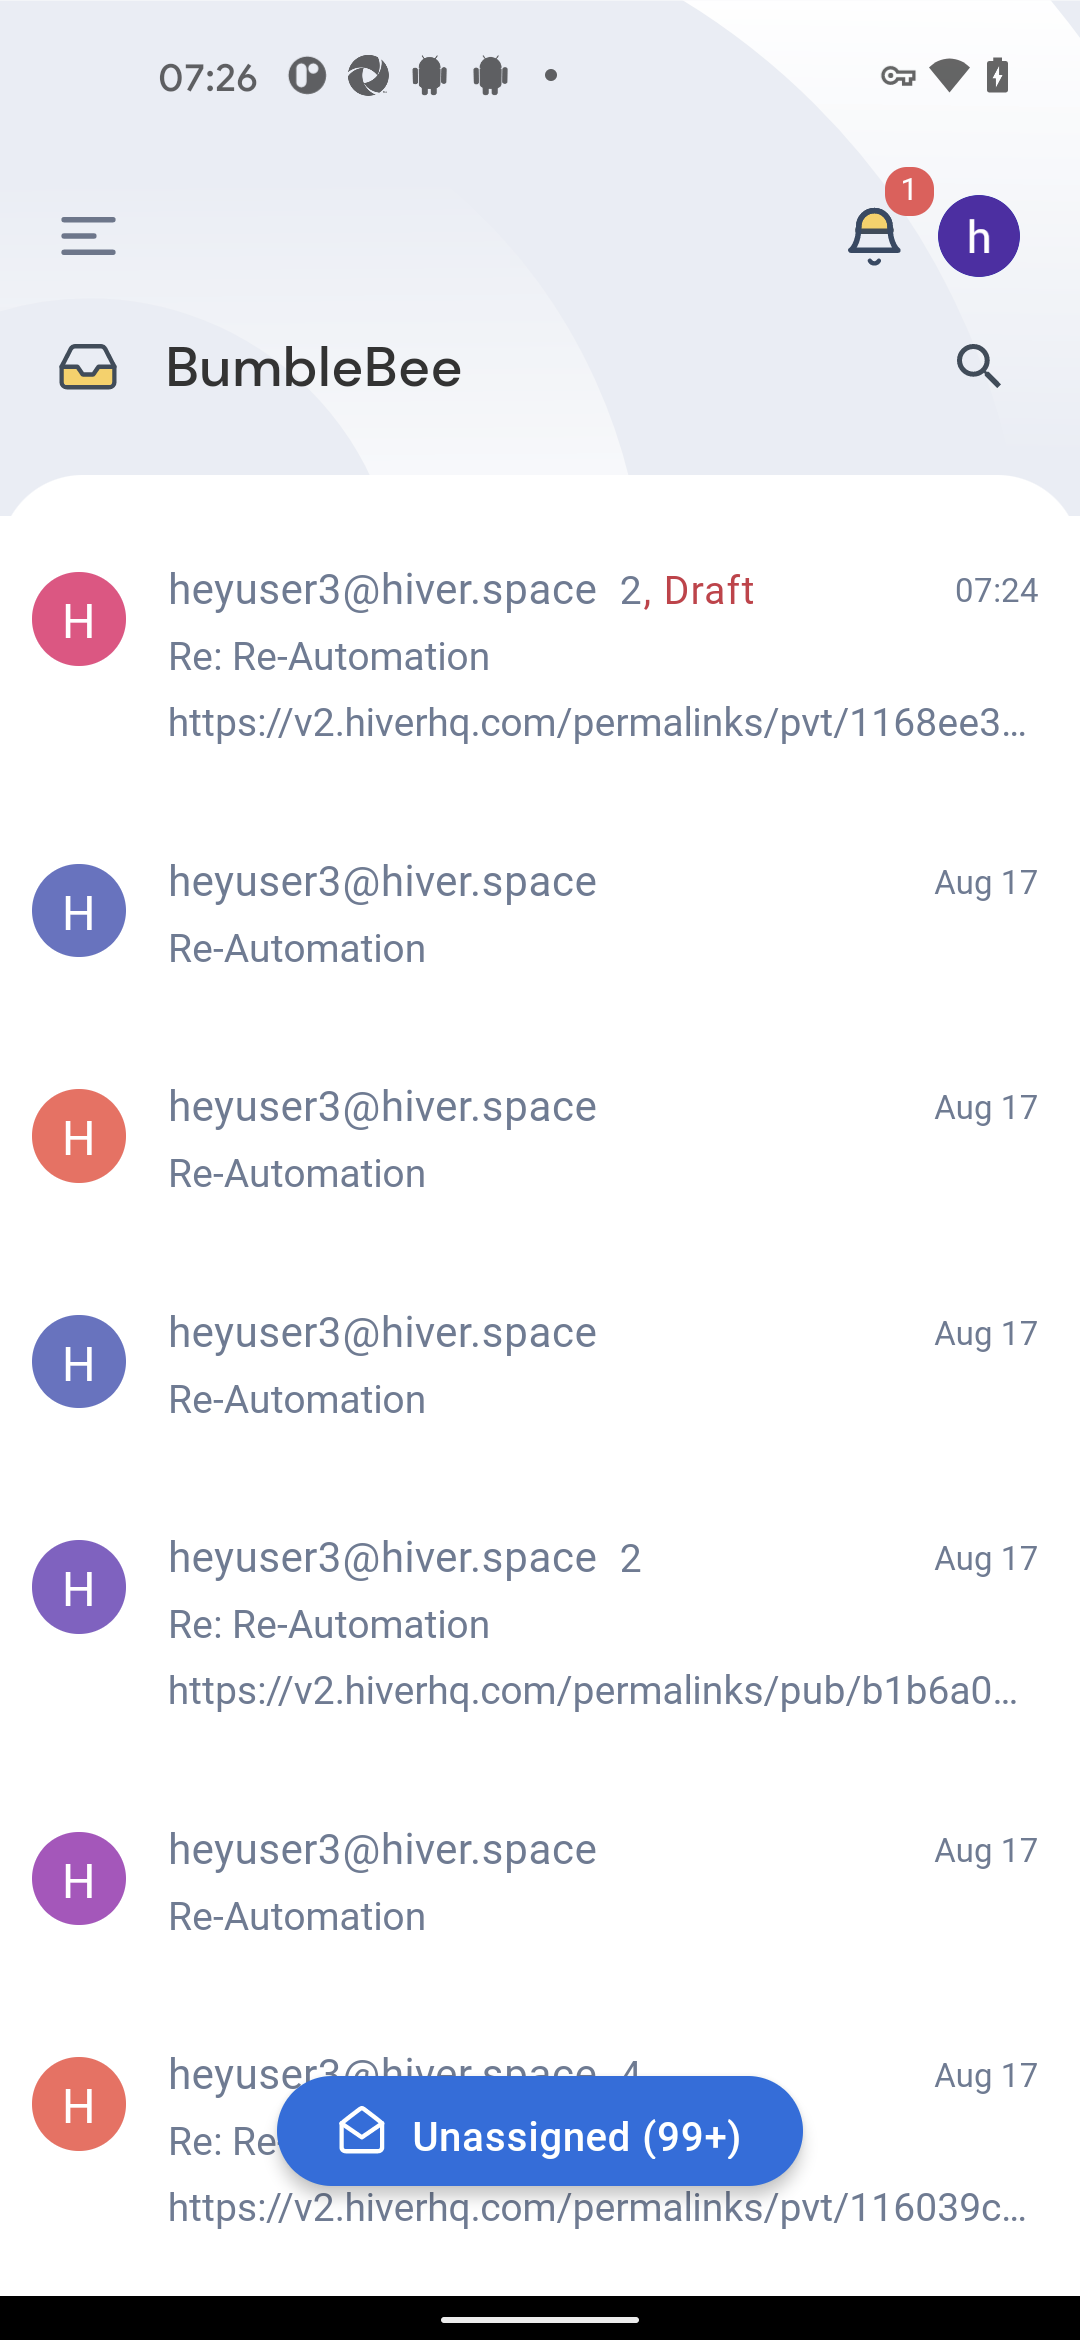 07:26
1
h
BumbleBee
H
heyuser3@hiver.space 2, Draft 07:24
Re: Re-Automation
https://v2.hiverhq.com/permalinks/pvt/1168ee3...
H
heyuser3@hiver.space Aug 17
Re-Automation
H
heyuser3@hiver.space Aug 17
Re-Automation
H
heyuser3@hiver.space Aug 17
Re-Automation
H
heyuser3@hiver.space 2 Aug 17
Re: Re-Automation
https://v2.hiverhq.com/permalinks/pub/b1b6a0...
H
heyuser3@hiver.space Aug 17
Re-Automation
H
heyuser3@hiver.space 4 Aug 17
Re: Re-
Unassigned (99+)
https://v2.hiverhq.com/permalinks/pvt/116039c...